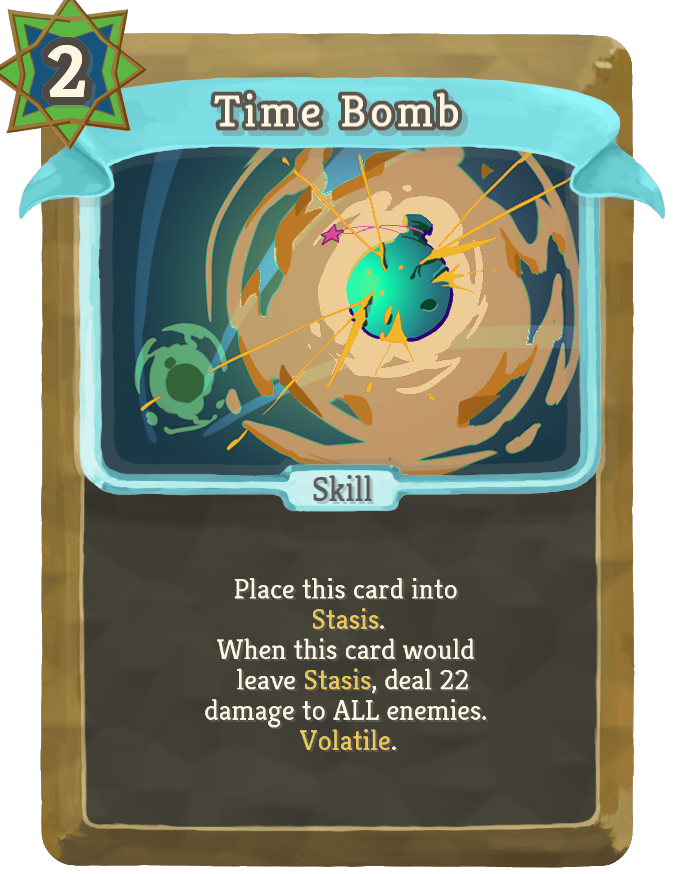 2
Time Bomb
Skill
Place this card into
Stasis.
When this card would
leave Stasis, deal 22
damage to ALL enemies.
Volatile.